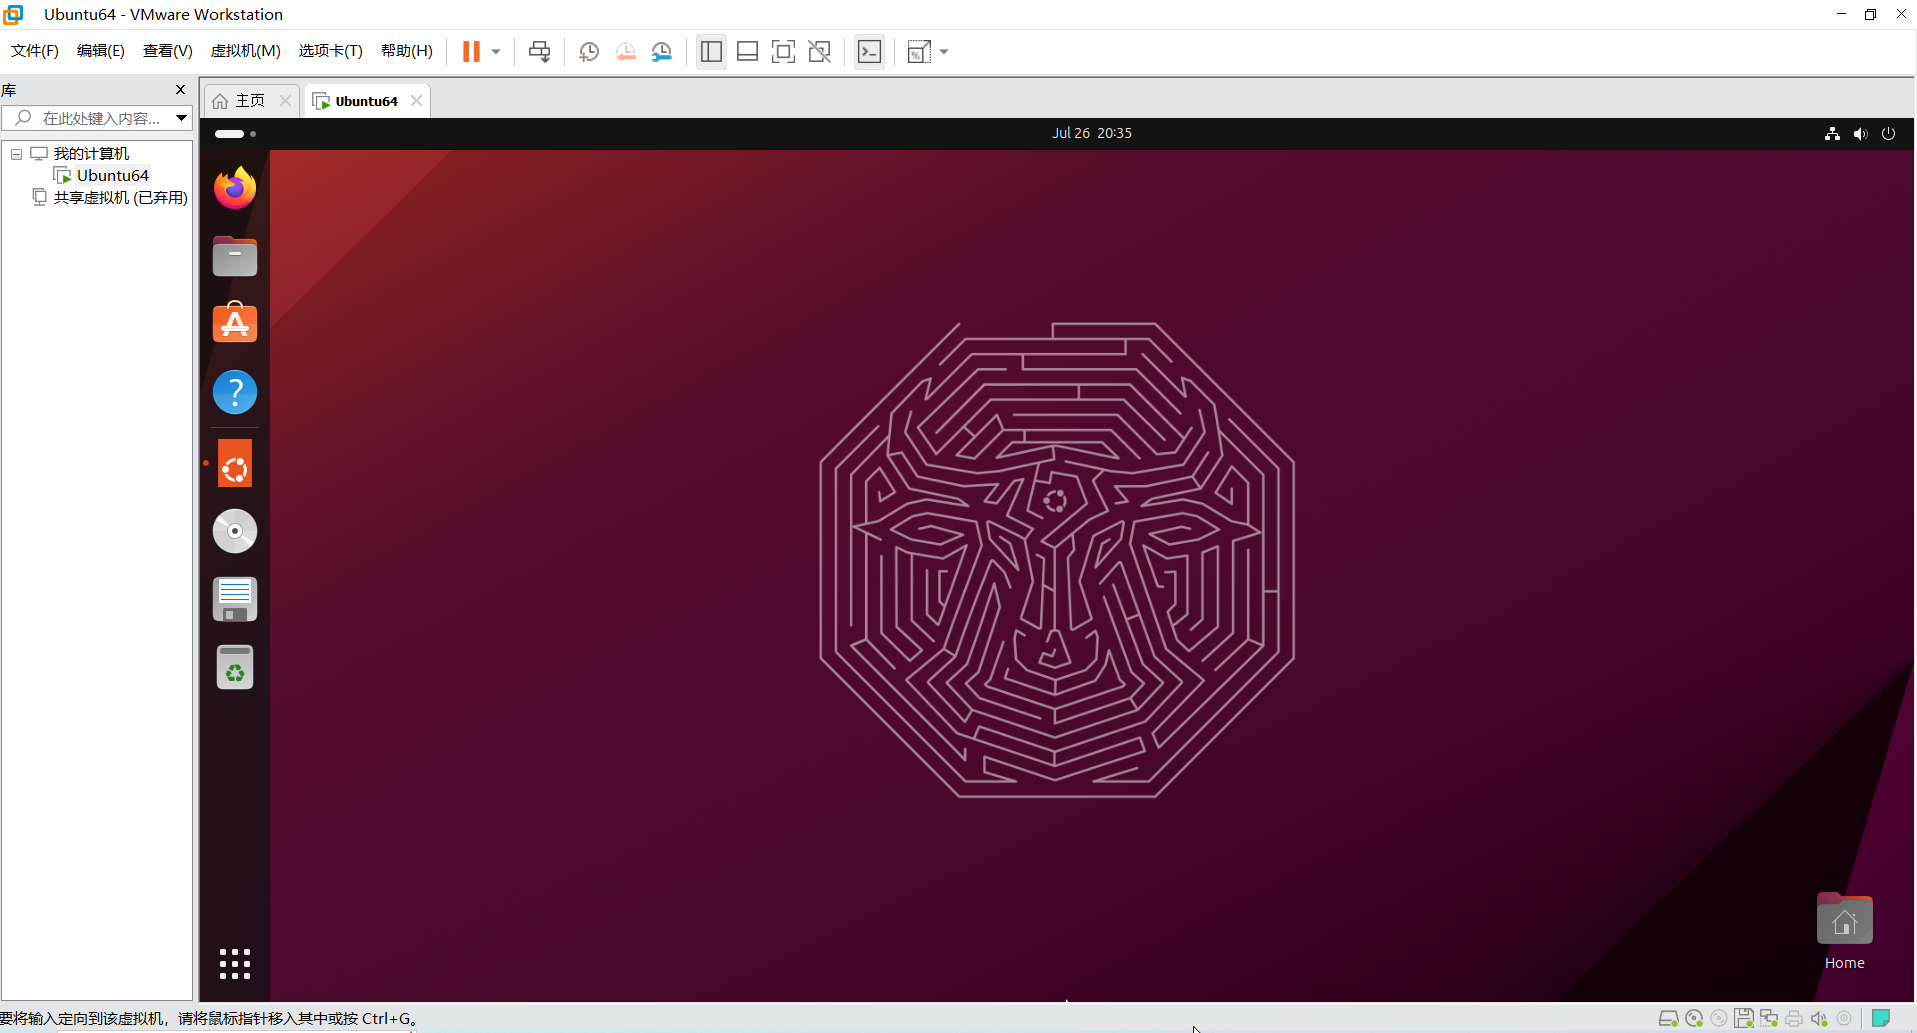 Ubuntu64 - VMware Workstation
文件(F) 编辑(E) 查看(V) 虚拟机(M) 选项卡(T) 帮助(H)
库
主页 Ubuntu64
在此处键入内容...
Jul 26 20:35
我的计算机
Ubuntu64
共享虚拟机 (已弃用)
Home
要将输入定向到该虚拟机，请将鼠标指针移入其中或按 Ctrl+G。